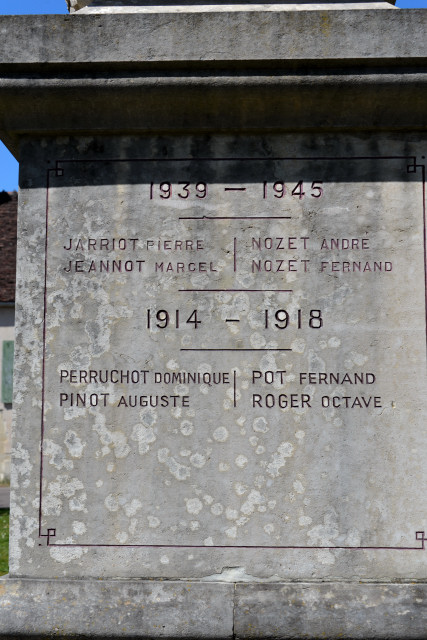 1939 – 1945
JARRIOT PIERRE NOZET ANDRE
JEANNOT MARCEL NOZET FERNAND
1914 – 1918
PERRUCHOT DOMINIQUE POT FERNAND
PINOT AUGUSTE ROGER OCTAVE